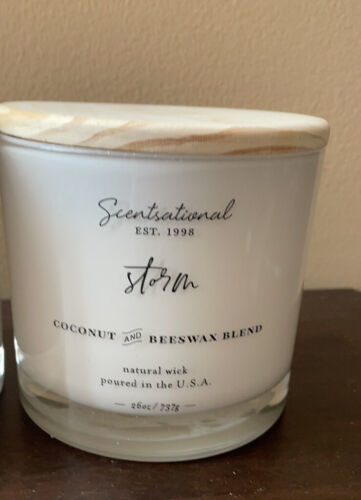 Scentsational
EST. 1998
storm
COCONUT AND BEESWAX BLEND
natural wick
poured in the U.S.A.
— 26oz / 737g —